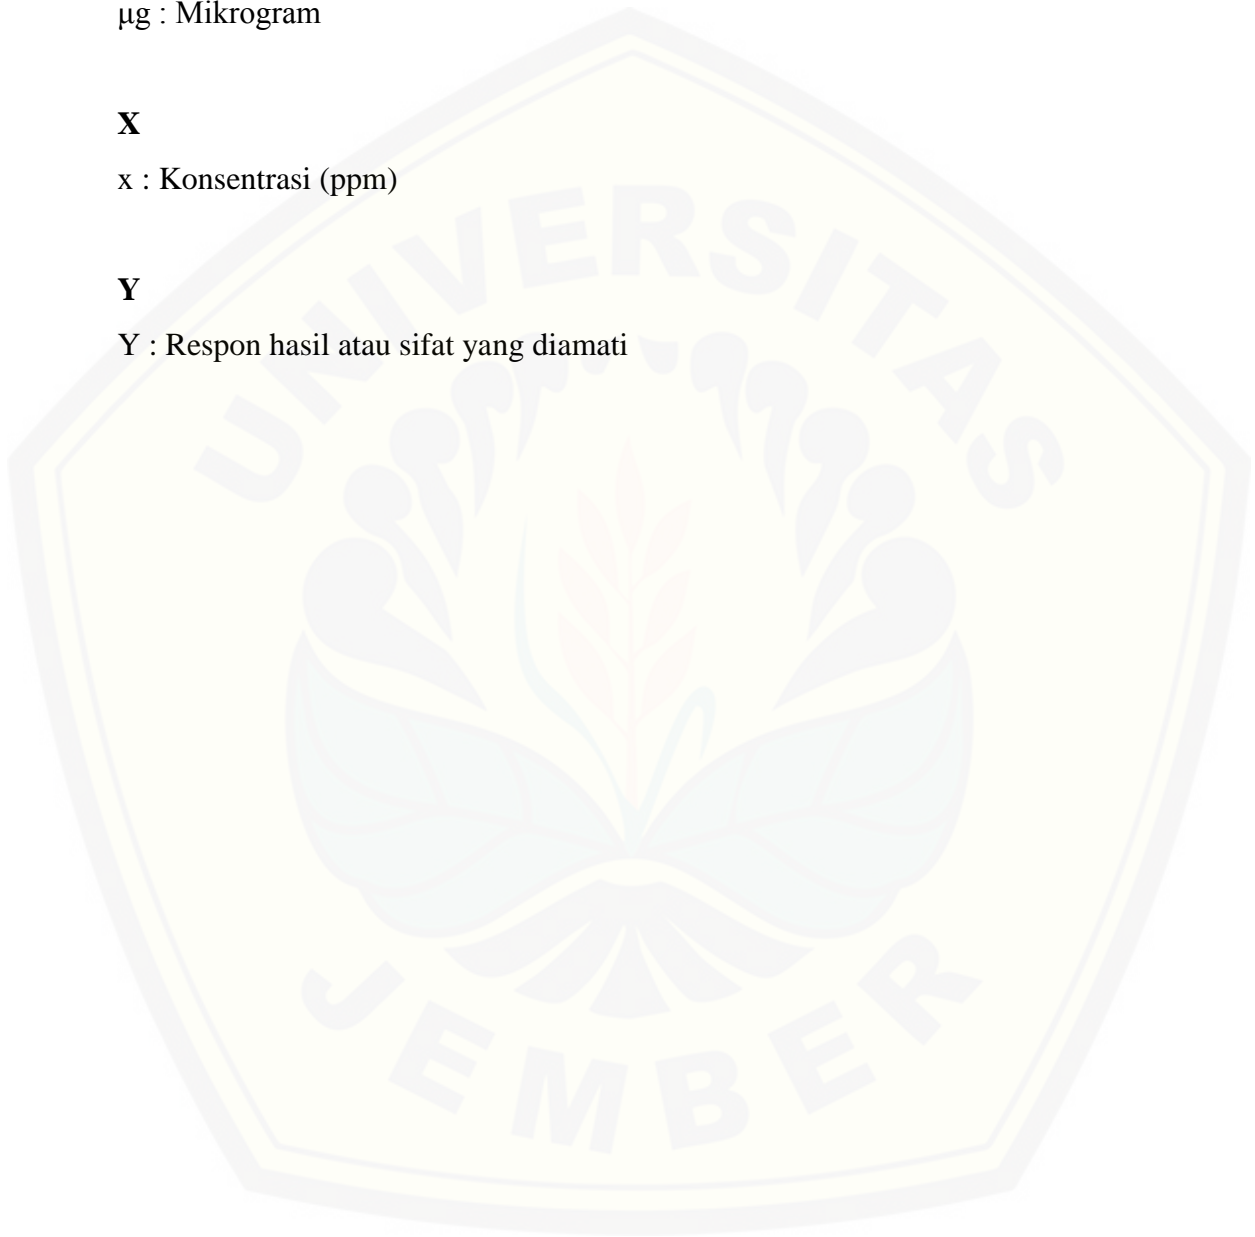 μg : Mikrogram
X
x : Konsentrasi (ppm)
Y
Y : Respon hasil atau sifat yang diamati
UNIVERSITAS
JEMBER